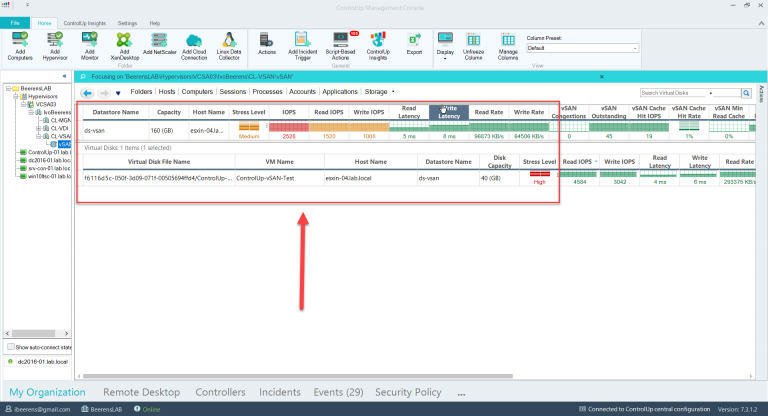 ControlUp Management Console
File Home ControlUp Insights Settings Help
Add Computers
Add Hypervisor
Add Monitor
Add XenDesktop
Add NetScaler
Add Cloud Connection
Linux Data Collector
Actions
Add Incident Trigger
Script-Based Actions
ControlUp Insights
Export
Display
Unfreeze Column
Manage Columns
Column Preset:
Default
Folder General View
Focusing on 'BeerensLAB\Hypervisors\VCSA03\IvoBeerens\CL-VSAN\vSAN'
Folders Hosts Computers Sessions Processes Accounts Applications Storage
Search Virtual Disks
Actions
BeerensLAB
Hypervisors
VCSA03
IvoBeerens
CL-MGN
CL-VDI
CL-VSA
vSAN
ControlUp-01.lab.
dc2016-01.lab.loc
srv-con-01.lab.loc
win10tsc-01.lab.loc
Datastore Name Capacity Host Name Stress Level IOPS Read IOPS Write IOPS Read Latency Write Latency Read Rate Write Rate vSAN Congestions vSAN Outstanding vSAN Cache Hit IOPS vSAN Cache Hit Rate vSAN Min Read Cache
ds-vsan 160 (GB) esxin-04.la... Medium 2528 1520 1008 5 ms 8 ms 96073 KB/s 64506 KB/s 0 45 19 1% 0%
Virtual Disks: 1 Items (1 selected)
Virtual Disk File Name VM Name Host Name Datastore Name Disk Capacity Stress Level Read IOPS Write IOPS Read Latency Write Latency Read Rate
f6116d5c-050f-3d09-071f-00505694ffd4/ControlUp-... ControlUp-vSAN-Test esxin-04.lab.local ds-vsan 40 (GB) High 4584 3042 4 ms 6 ms 293375 KB/s
Show auto-connect state
dc2016-01.lab.local
My Organization Remote Desktop Controllers Incidents Events (29) Security Policy ...
ibeerens@gmail.com BeerensLAB Online Connected to ControlUp central configuration Version: 7.3.1.2